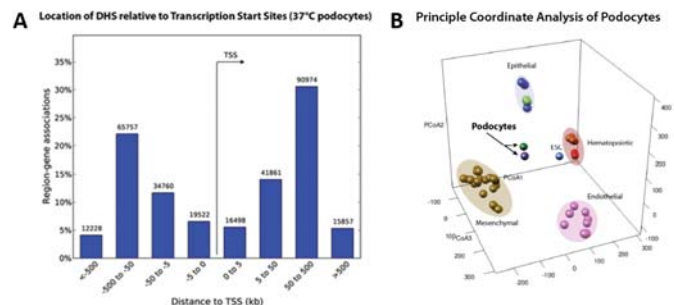 A
Location of DHS relative to Transcription Start Sites (37°C podocytes)
TSS
35%
30%
25%
20%
15%
10%
5%
0%
Region-gene associations
12228
65757
34760
19522
16498
41861
90974
15857
<-500
-500 to -50
-50 to -5
-5 to 0
0 to 5
5 to 50
50 to 500
>500
Distance to TSS (kb)
B
Principle Coordinate Analysis of Podocytes
Epithelial
PCoA2
Podocytes
ESC
Hematopointic
PCoA1
Mesenchymal
Endothelial
PCoA3
400
300
200
100
0
-100
-100
0
100
200
300
-200
-100
0
100
300